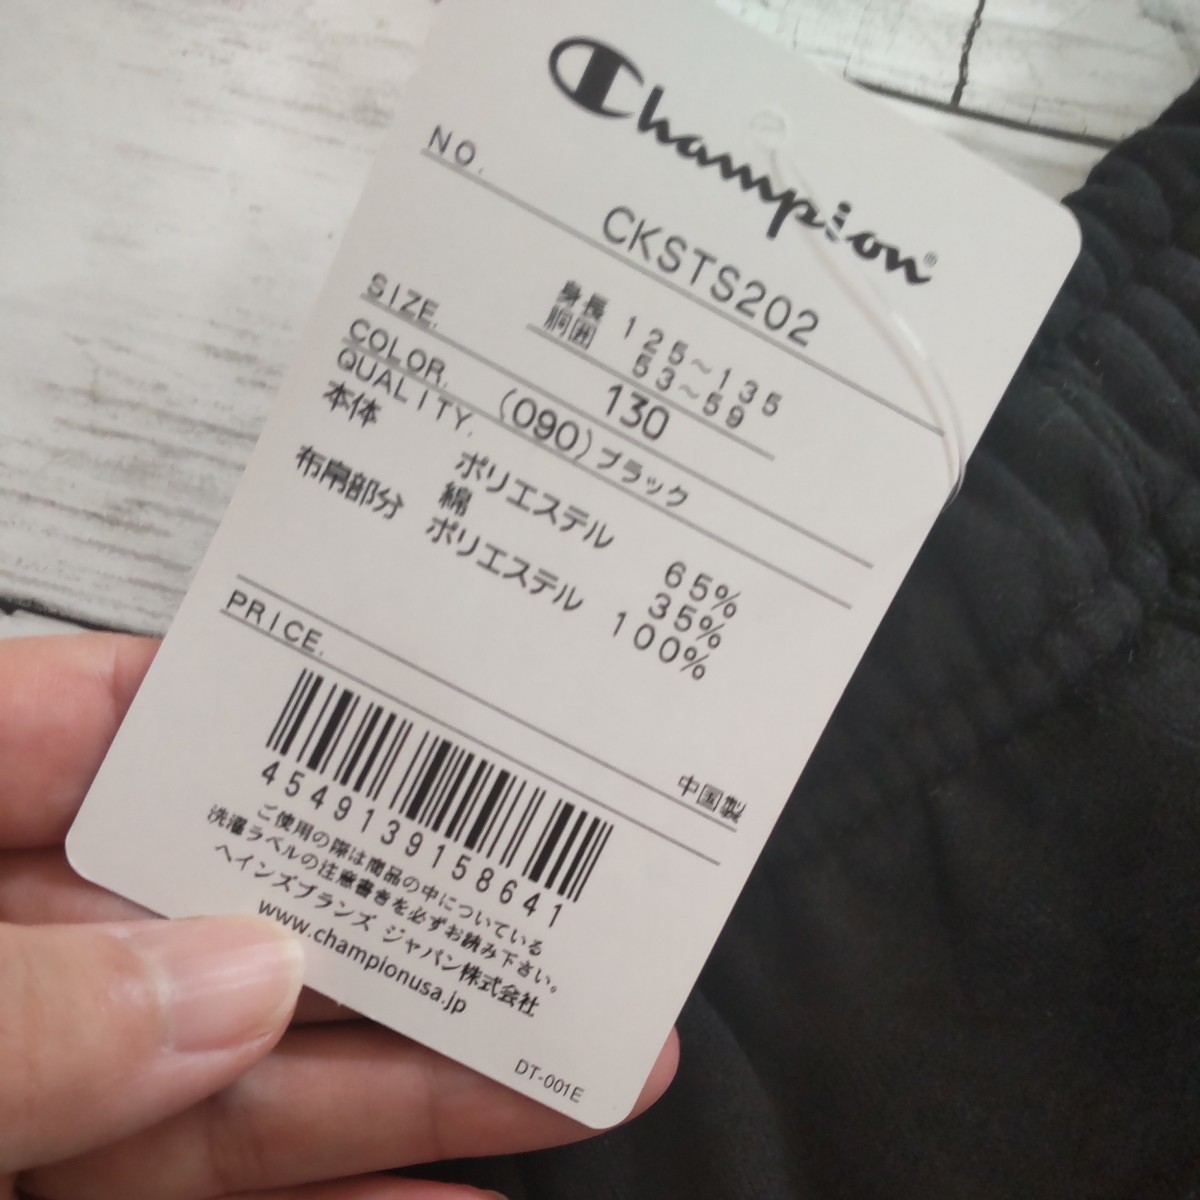 Champion®
NO.
CKSTS202
身長 125~135
胴囲 53~59
SIZE. 130
COLOR. (090)ブラック
QUALITY.
本体 ポリエステル 65%
綿 35%
布帛部分 ポリエステル 100%
中国製
PRICE.
4549139158641
ご使用の際は商品の中についている
洗濯ラベルの注意書きを必ずお読み下さい。
ヘインズブランズ ジャパン株式会社
www.championusa.jp
DT-001E